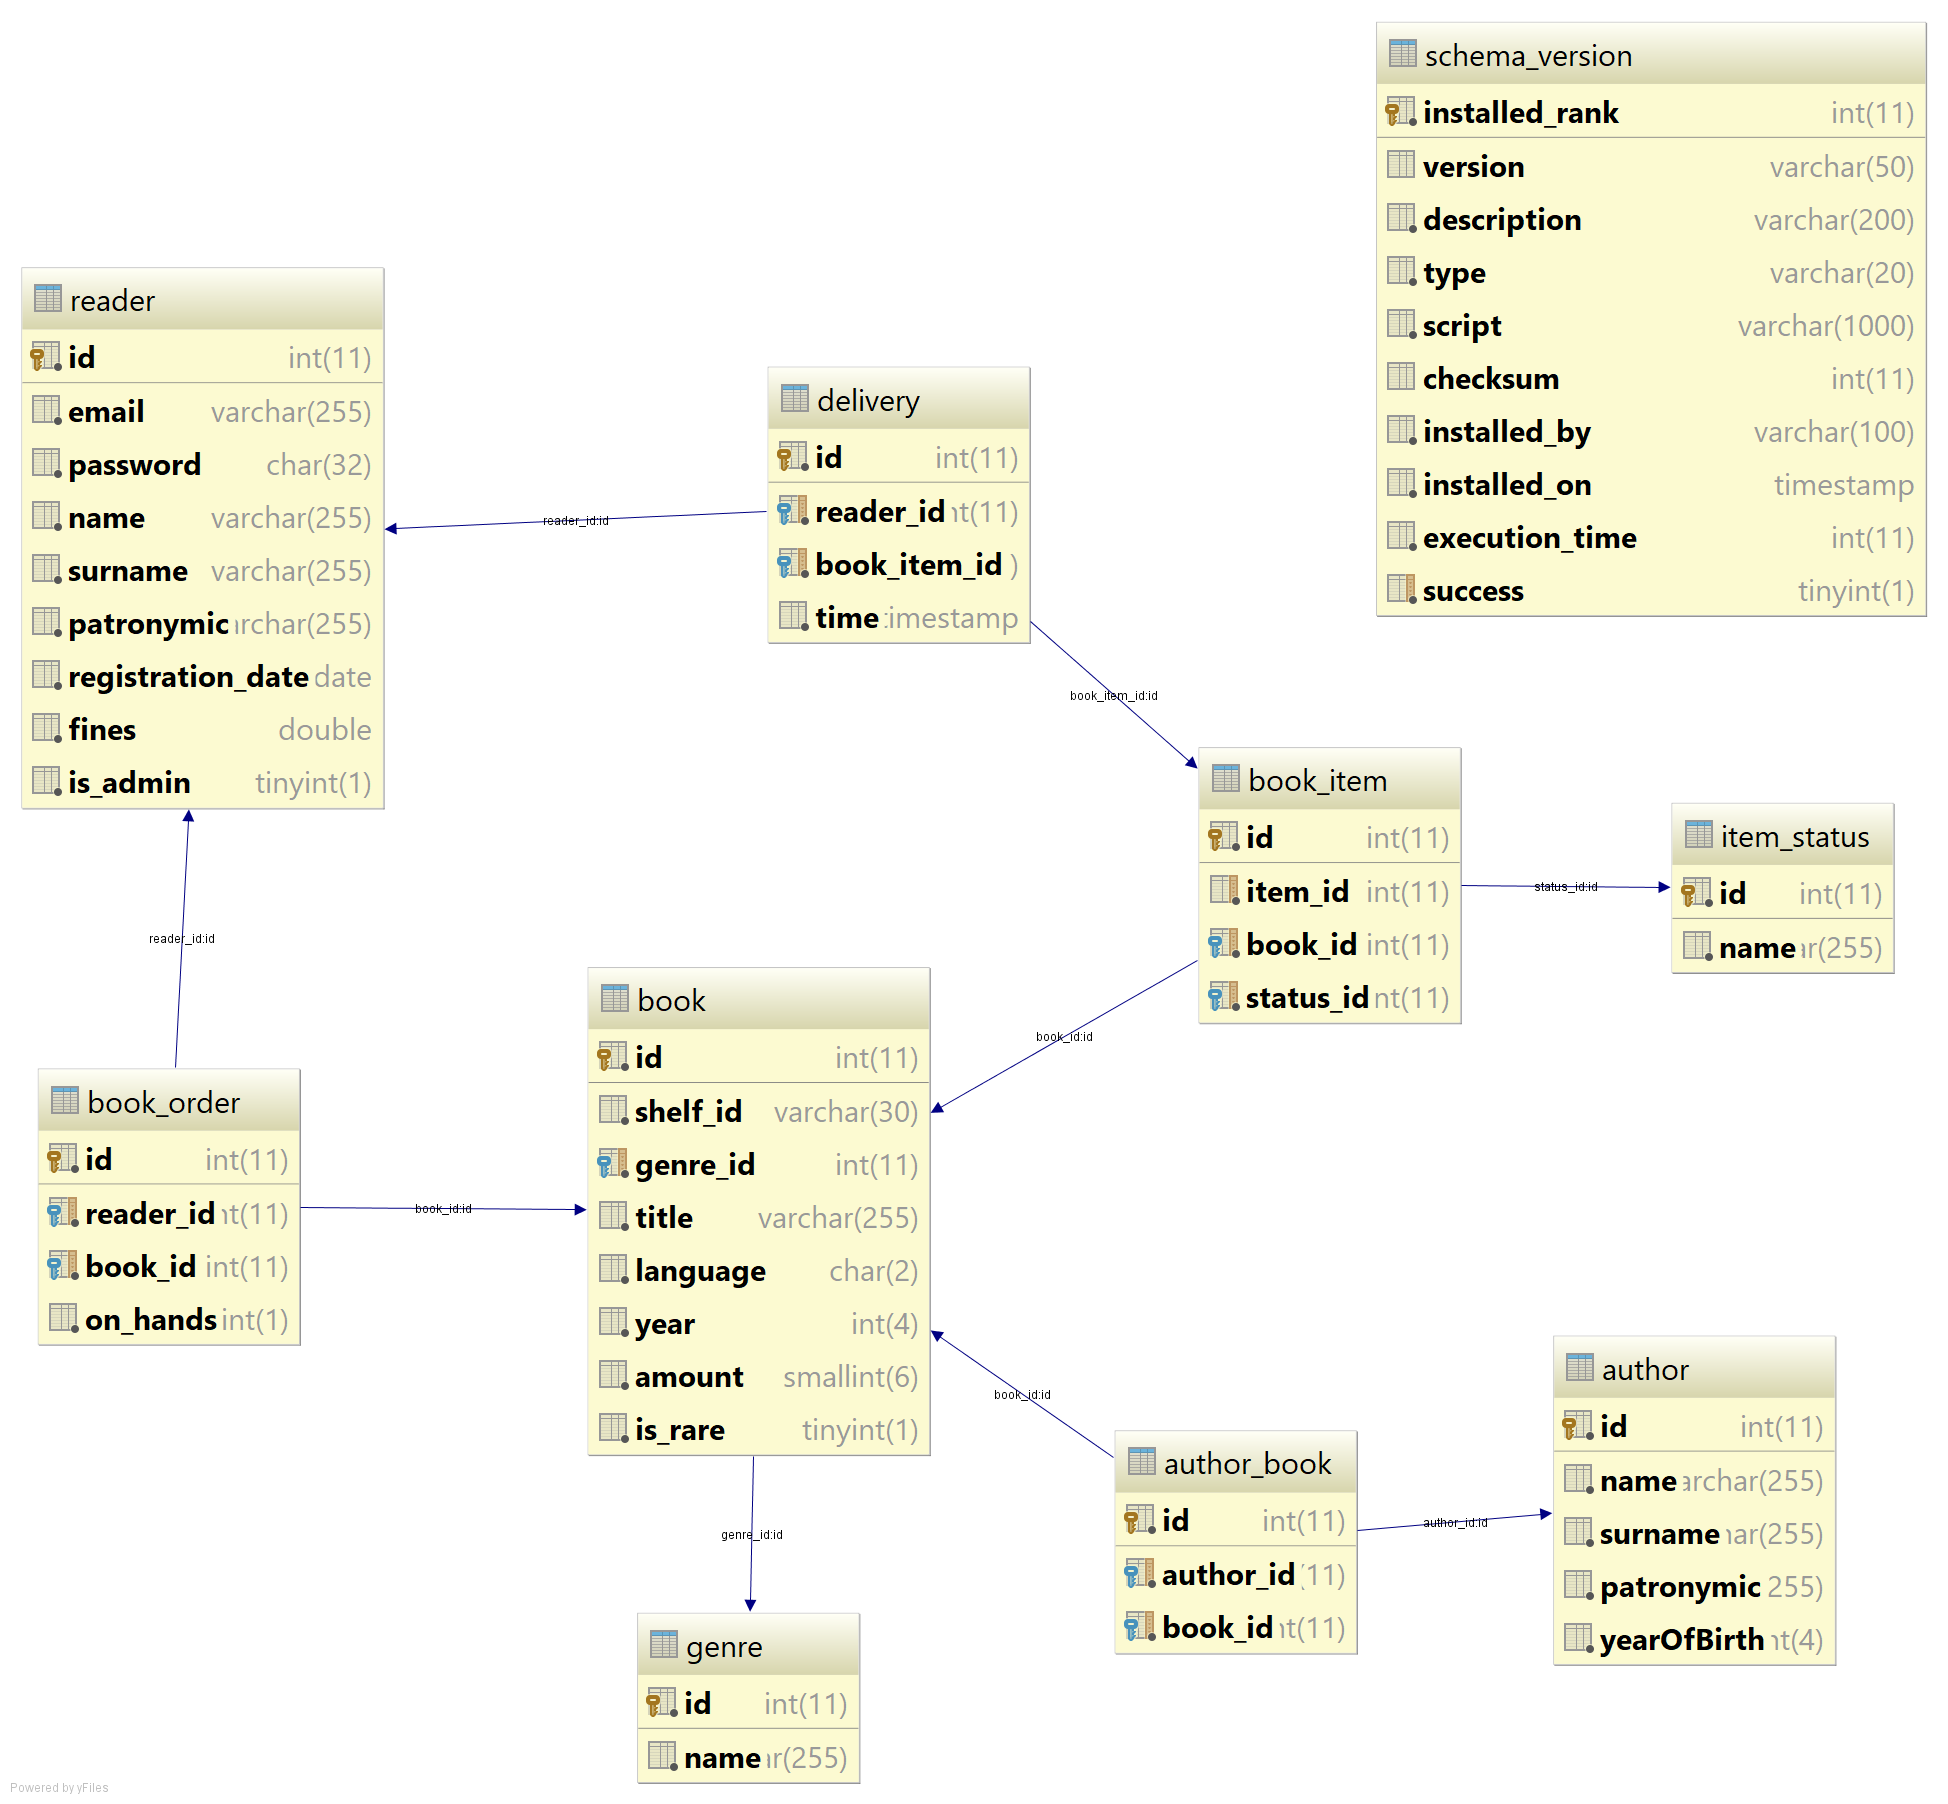 schema_version
installed_rank int(11)
version varchar(50)
description varchar(200)
type varchar(20)
script varchar(1000)
checksum int(11)
installed_by varchar(100)
installed_on timestamp
execution_time int(11)
success tinyint(1)
reader
id int(11)
email varchar(255)
password char(32)
name varchar(255)
surname varchar(255)
patronymic archar(255)
registration_date date
fines double
is_admin tinyint(1)
delivery
id int(11)
reader_id nt(11)
book_item_id )
time imestamp
reader_id:id
book_item_id:id
book_item
id int(11)
item_id int(11)
book_id int(11)
status_id nt(11)
status_id:id
item_status
id int(11)
name ar(255)
reader_id:id
book_id:id
book
id int(11)
shelf_id varchar(30)
genre_id int(11)
title varchar(255)
language char(2)
year int(4)
amount smallint(6)
is_rare tinyint(1)
book_order
id int(11)
reader_id nt(11)
book_id int(11)
on_hands int(1)
book_id:id
book_id:id
author_book
id int(11)
author_id (11)
book_id nt(11)
author_id:id
author
id int(11)
name archar(255)
surname har(255)
patronymic 255)
yearOfBirth nt(4)
genre_id:id
genre
id int(11)
name ar(255)
Powered by yFiles